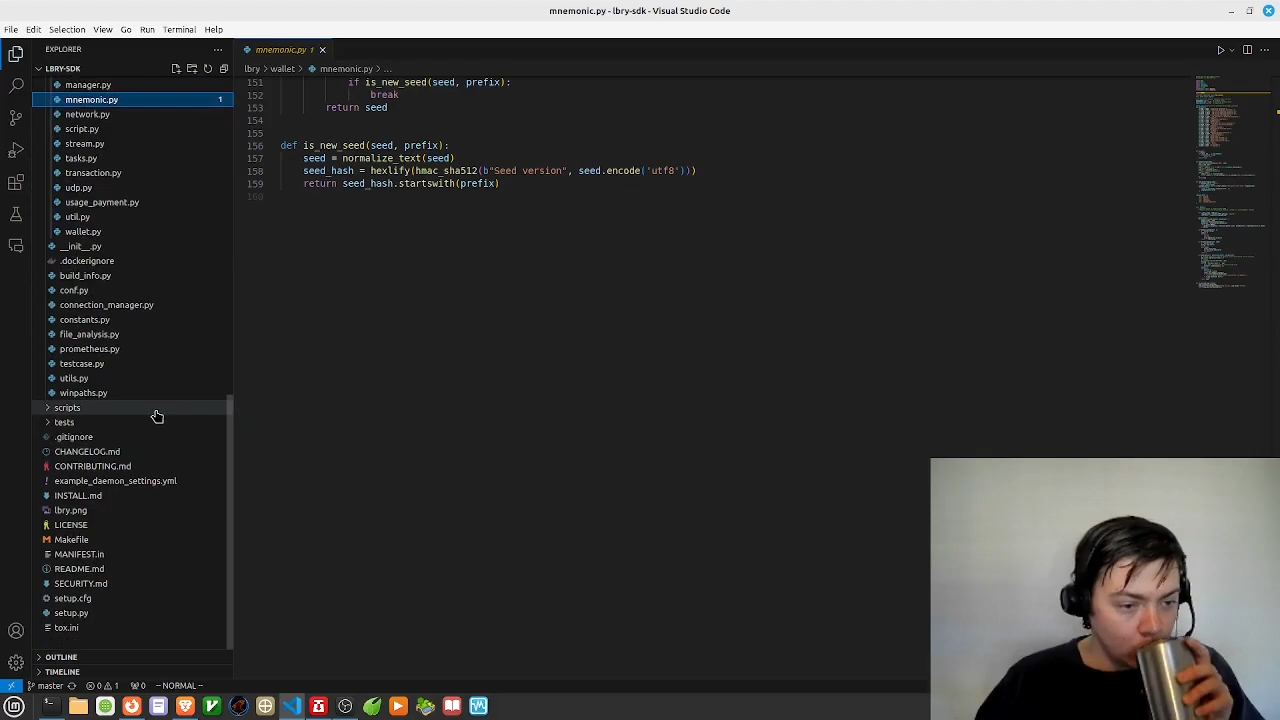 mnemonic.py - lbry-sdk - Visual Studio Code
File Edit Selection View Go Run Terminal Help
EXPLORER
mnemonic.py 1
LBRY-SDK
lbry > wallet > mnemonic.py > ...
manager.py
mnemonic.py 1
network.py
script.py
stream.py
tasks.py
transaction.py
udp.py
usage_payment.py
util.py
wallet.py
__init__.py
.dockerignore
build_info.py
conf.py
connection_manager.py
constants.py
file_analysis.py
prometheus.py
testcase.py
utils.py
winpaths.py
scripts
tests
.gitignore
CHANGELOG.md
CONTRIBUTING.md
example_daemon_settings.yml
INSTALL.md
lbry.png
LICENSE
Makefile
MANIFEST.in
README.md
SECURITY.md
setup.cfg
setup.py
tox.ini
OUTLINE
TIMELINE
151 if is_new_seed(seed, prefix):
152 break
153 return seed
154
155
156 def is_new_seed(seed, prefix):
157 seed = normalize_text(seed)
158 seed_hash = hexlify(hmac_sha512(b"Seed version", seed.encode('utf8')))
159 return seed_hash.startswith(prefix)
160
master 0 1 0 -- NORMAL --